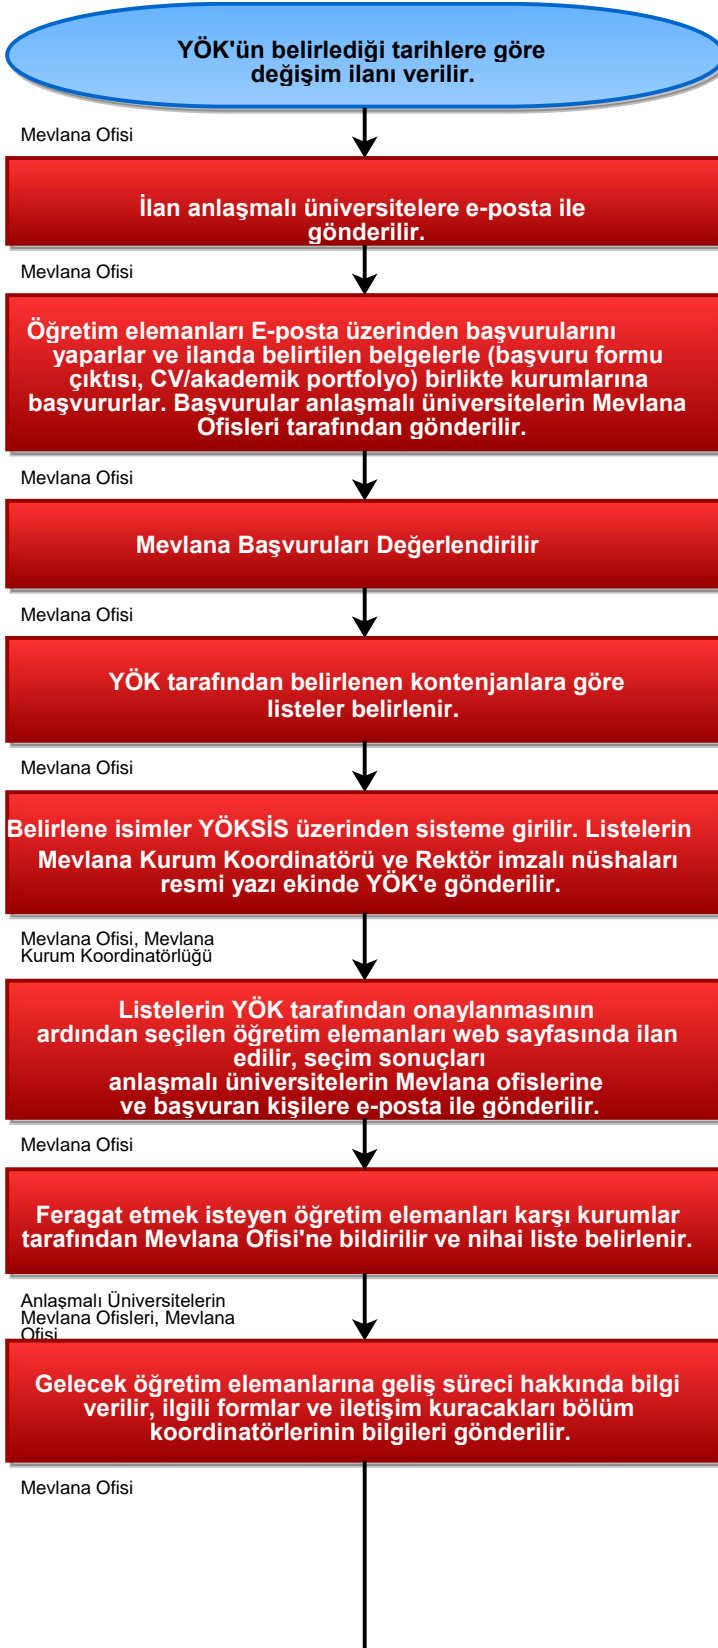 YÖK'ün belirlediği tarihlere göre
değişim ilanı verilir.
Mevlana Ofisi
İlan anlaşmalı üniversitelere e-posta ile
gönderilir.
Mevlana Ofisi
Öğretim elemanları E-posta üzerinden başvurularını
yaparlar ve ilanda belirtilen belgelerle (başvuru formu
çıktısı, CV/akademik portfolyo) birlikte kurumlarına
başvururlar. Başvurular anlaşmalı üniversitelerin Mevlana
Ofisleri tarafından gönderilir.
Mevlana Ofisi
Mevlana Başvuruları Değerlendirilir
Mevlana Ofisi
YÖK tarafından belirlenen kontenjanlara göre
listeler belirlenir.
Mevlana Ofisi
Belirlene isimler YÖKSİS üzerinden sisteme girilir. Listelerin
Mevlana Kurum Koordinatörü ve Rektör imzalı nüshaları
resmi yazı ekinde YÖK'e gönderilir.
Mevlana Ofisi, Mevlana
Kurum Koordinatörlüğü
Listelerin YÖK tarafından onaylanmasının
ardından seçilen öğretim elemanları web sayfasında ilan
edilir, seçim sonuçları
anlaşmalı üniversitelerin Mevlana ofislerine
ve başvuran kişilere e-posta ile gönderilir.
Mevlana Ofisi
Feragat etmek isteyen öğretim elemanları karşı kurumlar
tarafından Mevlana Ofisi'ne bildirilir ve nihai liste belirlenir.
Anlaşmalı Üniversitelerin
Mevlana Ofisleri, Mevlana
Ofisi
Gelecek öğretim elemanlarına geliş süreci hakkında bilgi
verilir, ilgili formlar ve iletişim kuracakları bölüm
koordinatörlerinin bilgileri gönderilir.
Mevlana Ofisi